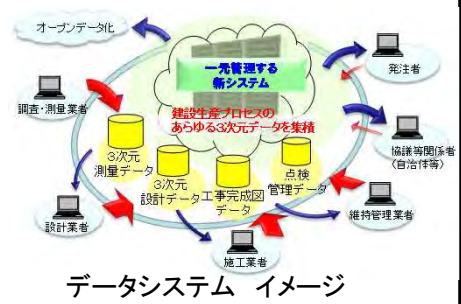 オープンデータ化
一元管理する
新システム
発注者
調査・測量業者
建設生産プロセスの
あらゆる3次元データを集積
3次元
測量データ
3次元
設計データ
工事完成図
データ
点検
管理データ
協議等関係者
(自治体等)
設計業者
維持管理業者
施工業者
データシステム イメージ